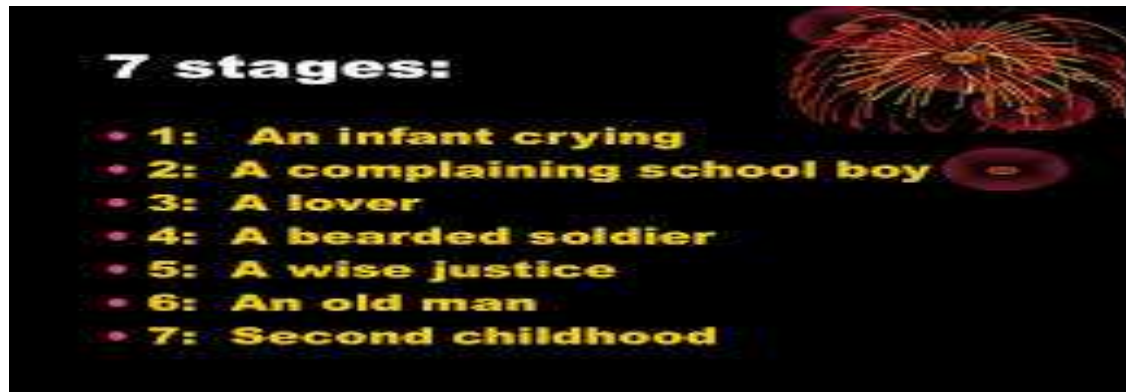 7 stages:
• 1: An infant crying
• 2: A complaining school boy
• 3: A lover
• 4: A bearded soldier
• 5: A wise justice
• 6: An old man
• 7: Second childhood